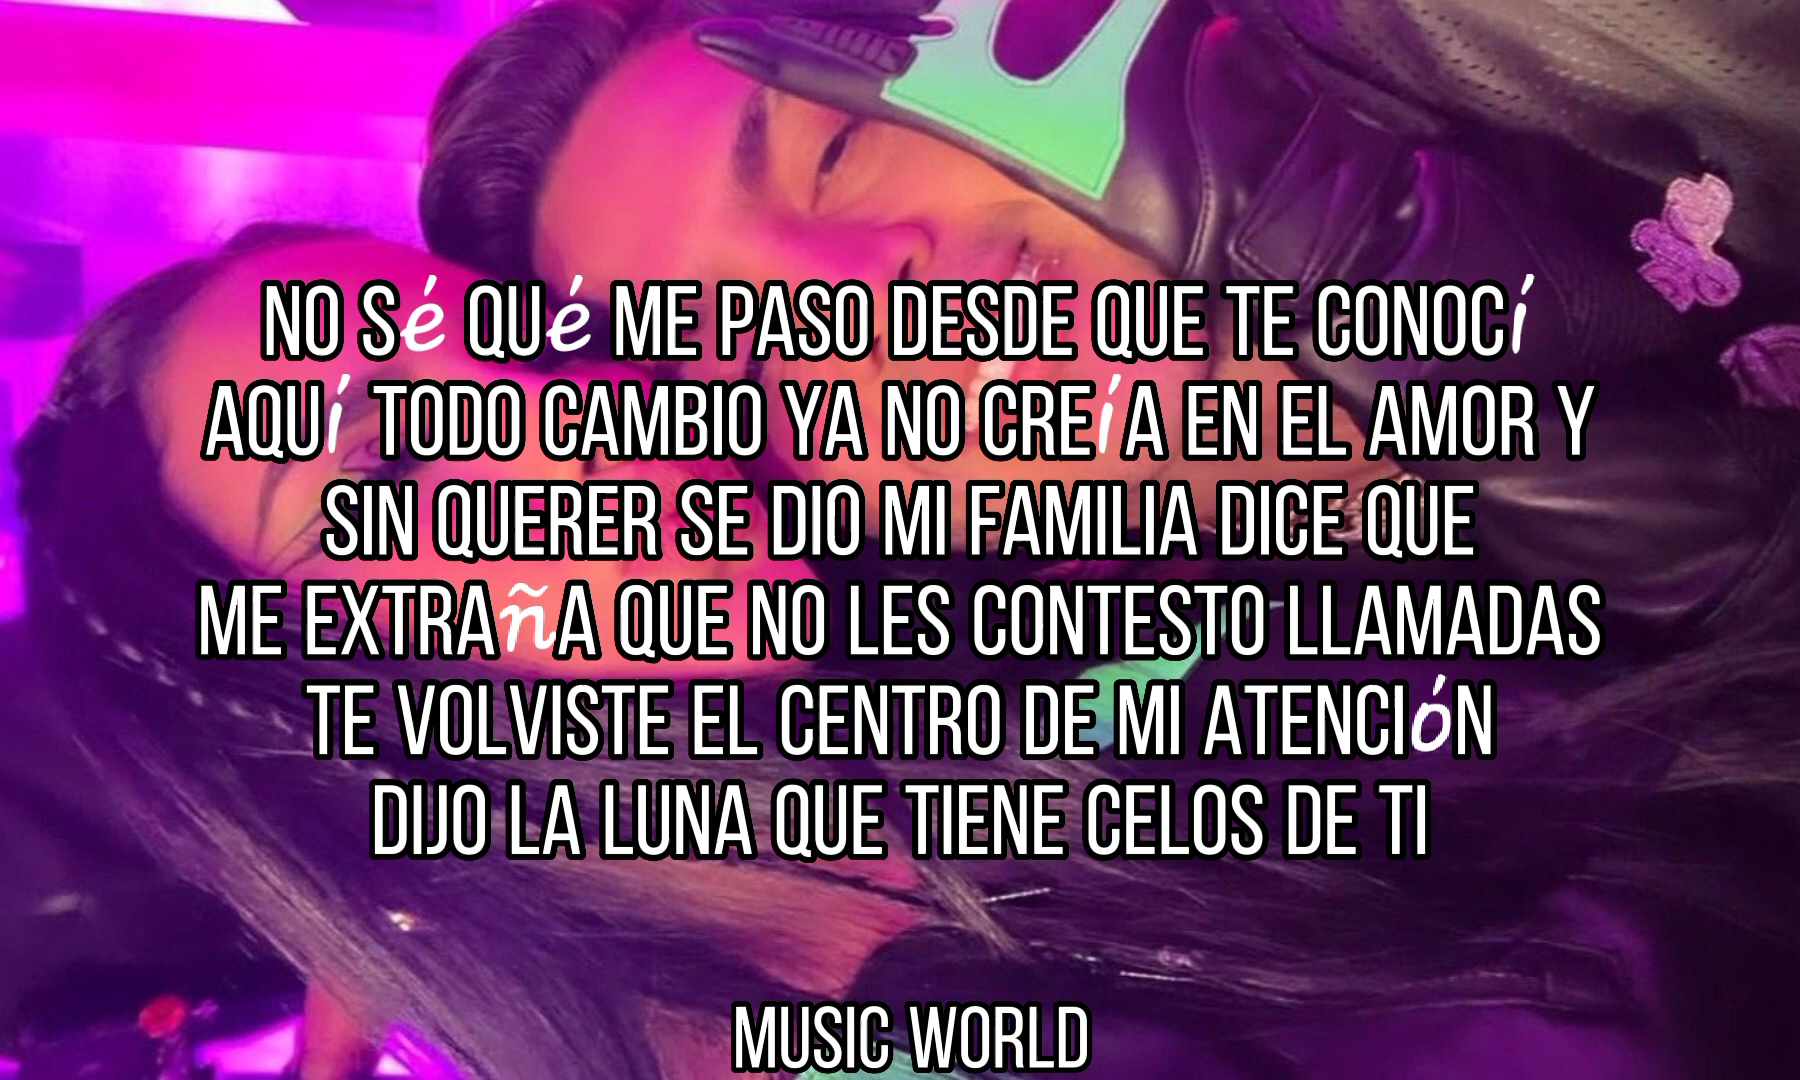 NO Sé QUé ME PASO DESDE QUE TE CONOCí
AQUí TODO CAMBIO YA NO CREíA EN EL AMOR Y
SIN QUERER SE DIO MI FAMILIA DICE QUE
ME EXTRAñA QUE NO LES CONTESTO LLAMADAS
TE VOLVISTE EL CENTRO DE MI ATENCIóN
DIJO LA LUNA QUE TIENE CELOS DE TI
MUSIC WORLD